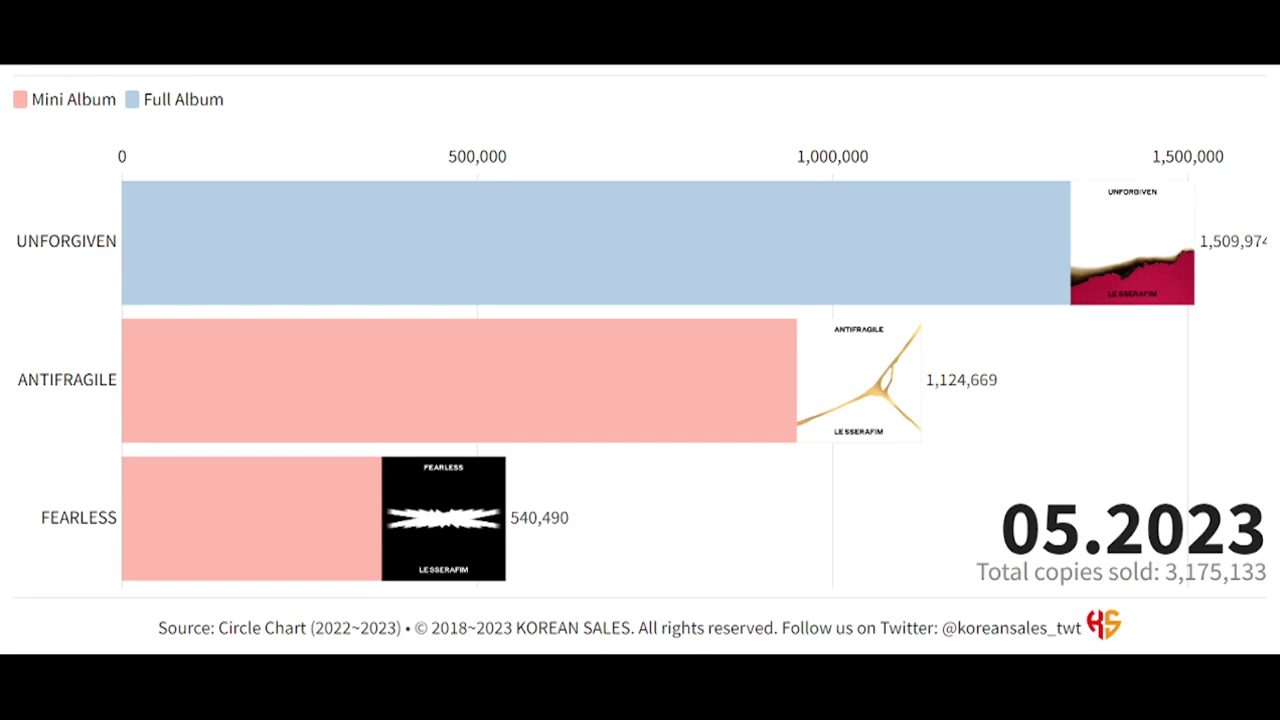 Mini Album Full Album
0 500,000 1,000,000 1,500,000
UNFORGIVEN
UNFORGIVEN
LE SSERAFIM
1,509,974
ANTIFRAGILE
ANTIFRAGILE
LE SSERAFIM
1,124,669
FEARLESS
FEARLESS
LE SSERAFIM
540,490
05.2023
Total copies sold: 3,175,133
Source: Circle Chart (2022~2023) • © 2018~2023 KOREAN SALES. All rights reserved. Follow us on Twitter: @koreansales_twt KS